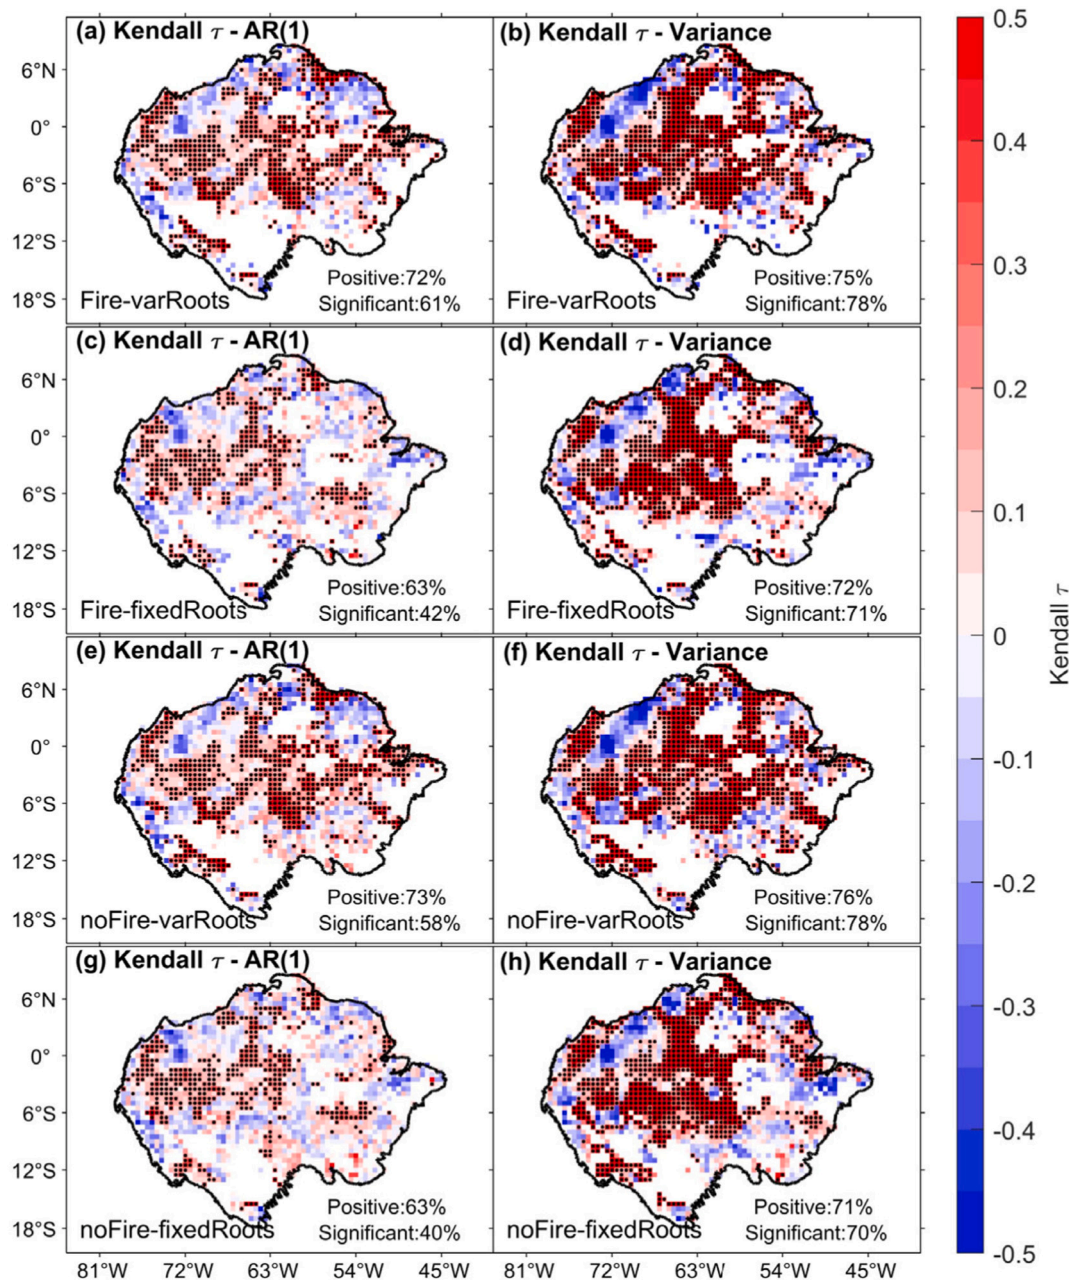 (a) Kendall τ - AR(1)
(b) Kendall τ - Variance
6°N
0°
6°S
12°S
18°S
Positive:72%
Significant:61%
Fire-varRoots
Positive:75%
Significant:78%
Fire-varRoots
(c) Kendall τ - AR(1)
(d) Kendall τ - Variance
6°N
0°
6°S
12°S
18°S
Positive:63%
Significant:42%
Fire-fixedRoots
Positive:72%
Significant:71%
Fire-fixedRoots
(e) Kendall τ - AR(1)
(f) Kendall τ - Variance
6°N
0°
6°S
12°S
18°S
Positive:73%
Significant:58%
noFire-varRoots
Positive:76%
Significant:78%
noFire-varRoots
(g) Kendall τ - AR(1)
(h) Kendall τ - Variance
6°N
0°
6°S
12°S
18°S
Positive:63%
Significant:40%
noFire-fixedRoots
Positive:71%
Significant:70%
noFire-fixedRoots
81°W 72°W 63°W 54°W 45°W
81°W 72°W 63°W 54°W 45°W
0.5
0.4
0.3
0.2
0.1
0
-0.1
-0.2
-0.3
-0.4
-0.5
Kendall τ